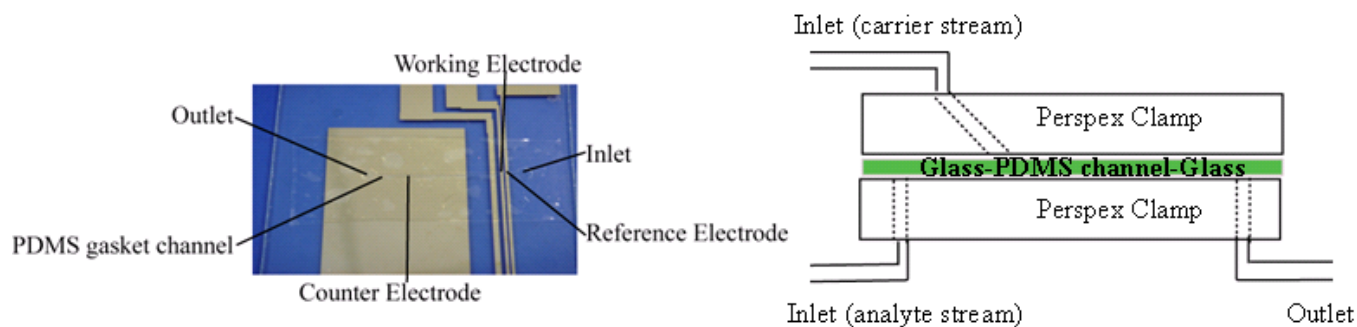 Working Electrode
Outlet
Inlet
PDMS gasket channel
Reference Electrode
Counter Electrode
Inlet (carrier stream)
Perspex Clamp
Glass-PDMS channel-Glass
Perspex Clamp
Inlet (analyte stream)
Outlet